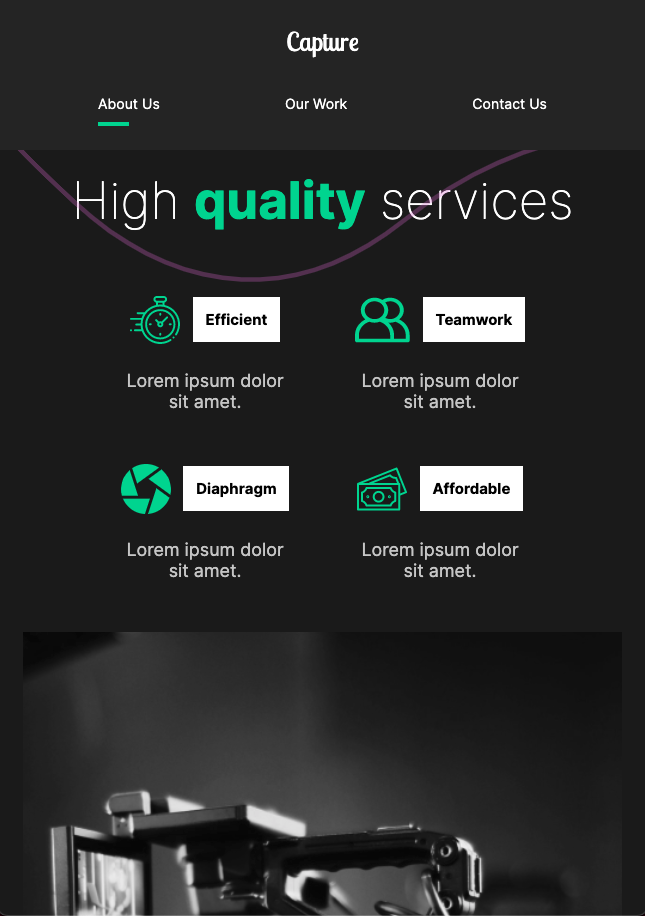 Capture
About Us
Our Work
Contact Us
High quality services
Efficient
Lorem ipsum dolor
sit amet.
Teamwork
Lorem ipsum dolor
sit amet.
Diaphragm
Lorem ipsum dolor
sit amet.
Affordable
Lorem ipsum dolor
sit amet.